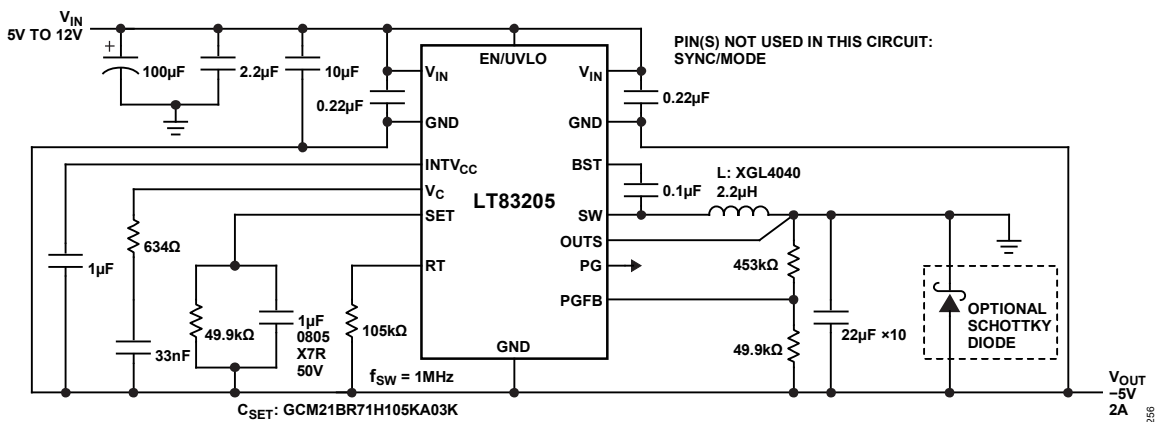 VIN
5V TO 12V
+
100µF
2.2µF
10µF
0.22µF
EN/UVLO
VIN
VIN
GND
GND
0.22µF
PIN(S) NOT USED IN THIS CIRCUIT:
SYNC/MODE
INTVCC
BST
VC
LT83205
0.1µF
L: XGL4040
2.2µH
SET
SW
OUTS
634Ω
1µF
RT
PG
453kΩ
PGFB
49.9kΩ
1µF
0805
X7R
50V
105kΩ
GND
49.9kΩ
22µF ×10
OPTIONAL
SCHOTTKY
DIODE
33nF
fSW = 1MHz
CSET: GCM21BR71H105KA03K
VOUT
−5V
2A
256